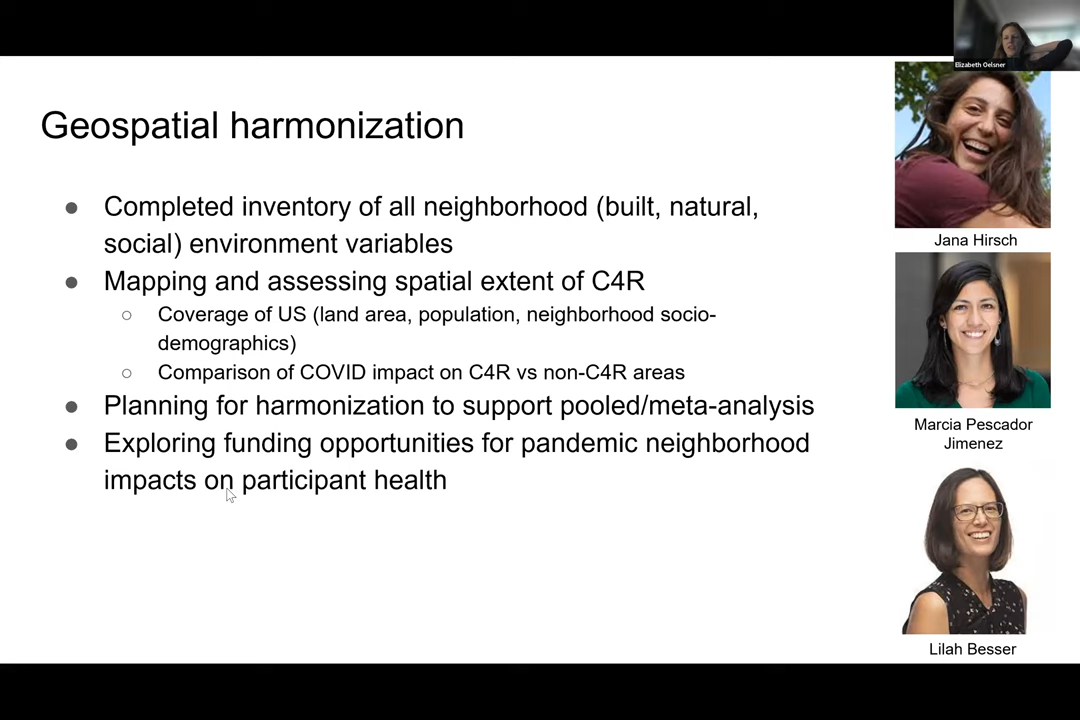 Elizabeth Oelsner
Geospatial harmonization
● Completed inventory of all neighborhood (built, natural,
social) environment variables
● Mapping and assessing spatial extent of C4R
○ Coverage of US (land area, population, neighborhood socio-
demographics)
○ Comparison of COVID impact on C4R vs non-C4R areas
● Planning for harmonization to support pooled/meta-analysis
● Exploring funding opportunities for pandemic neighborhood
impacts on participant health
Jana Hirsch
Marcia Pescador
Jimenez
Lilah Besser